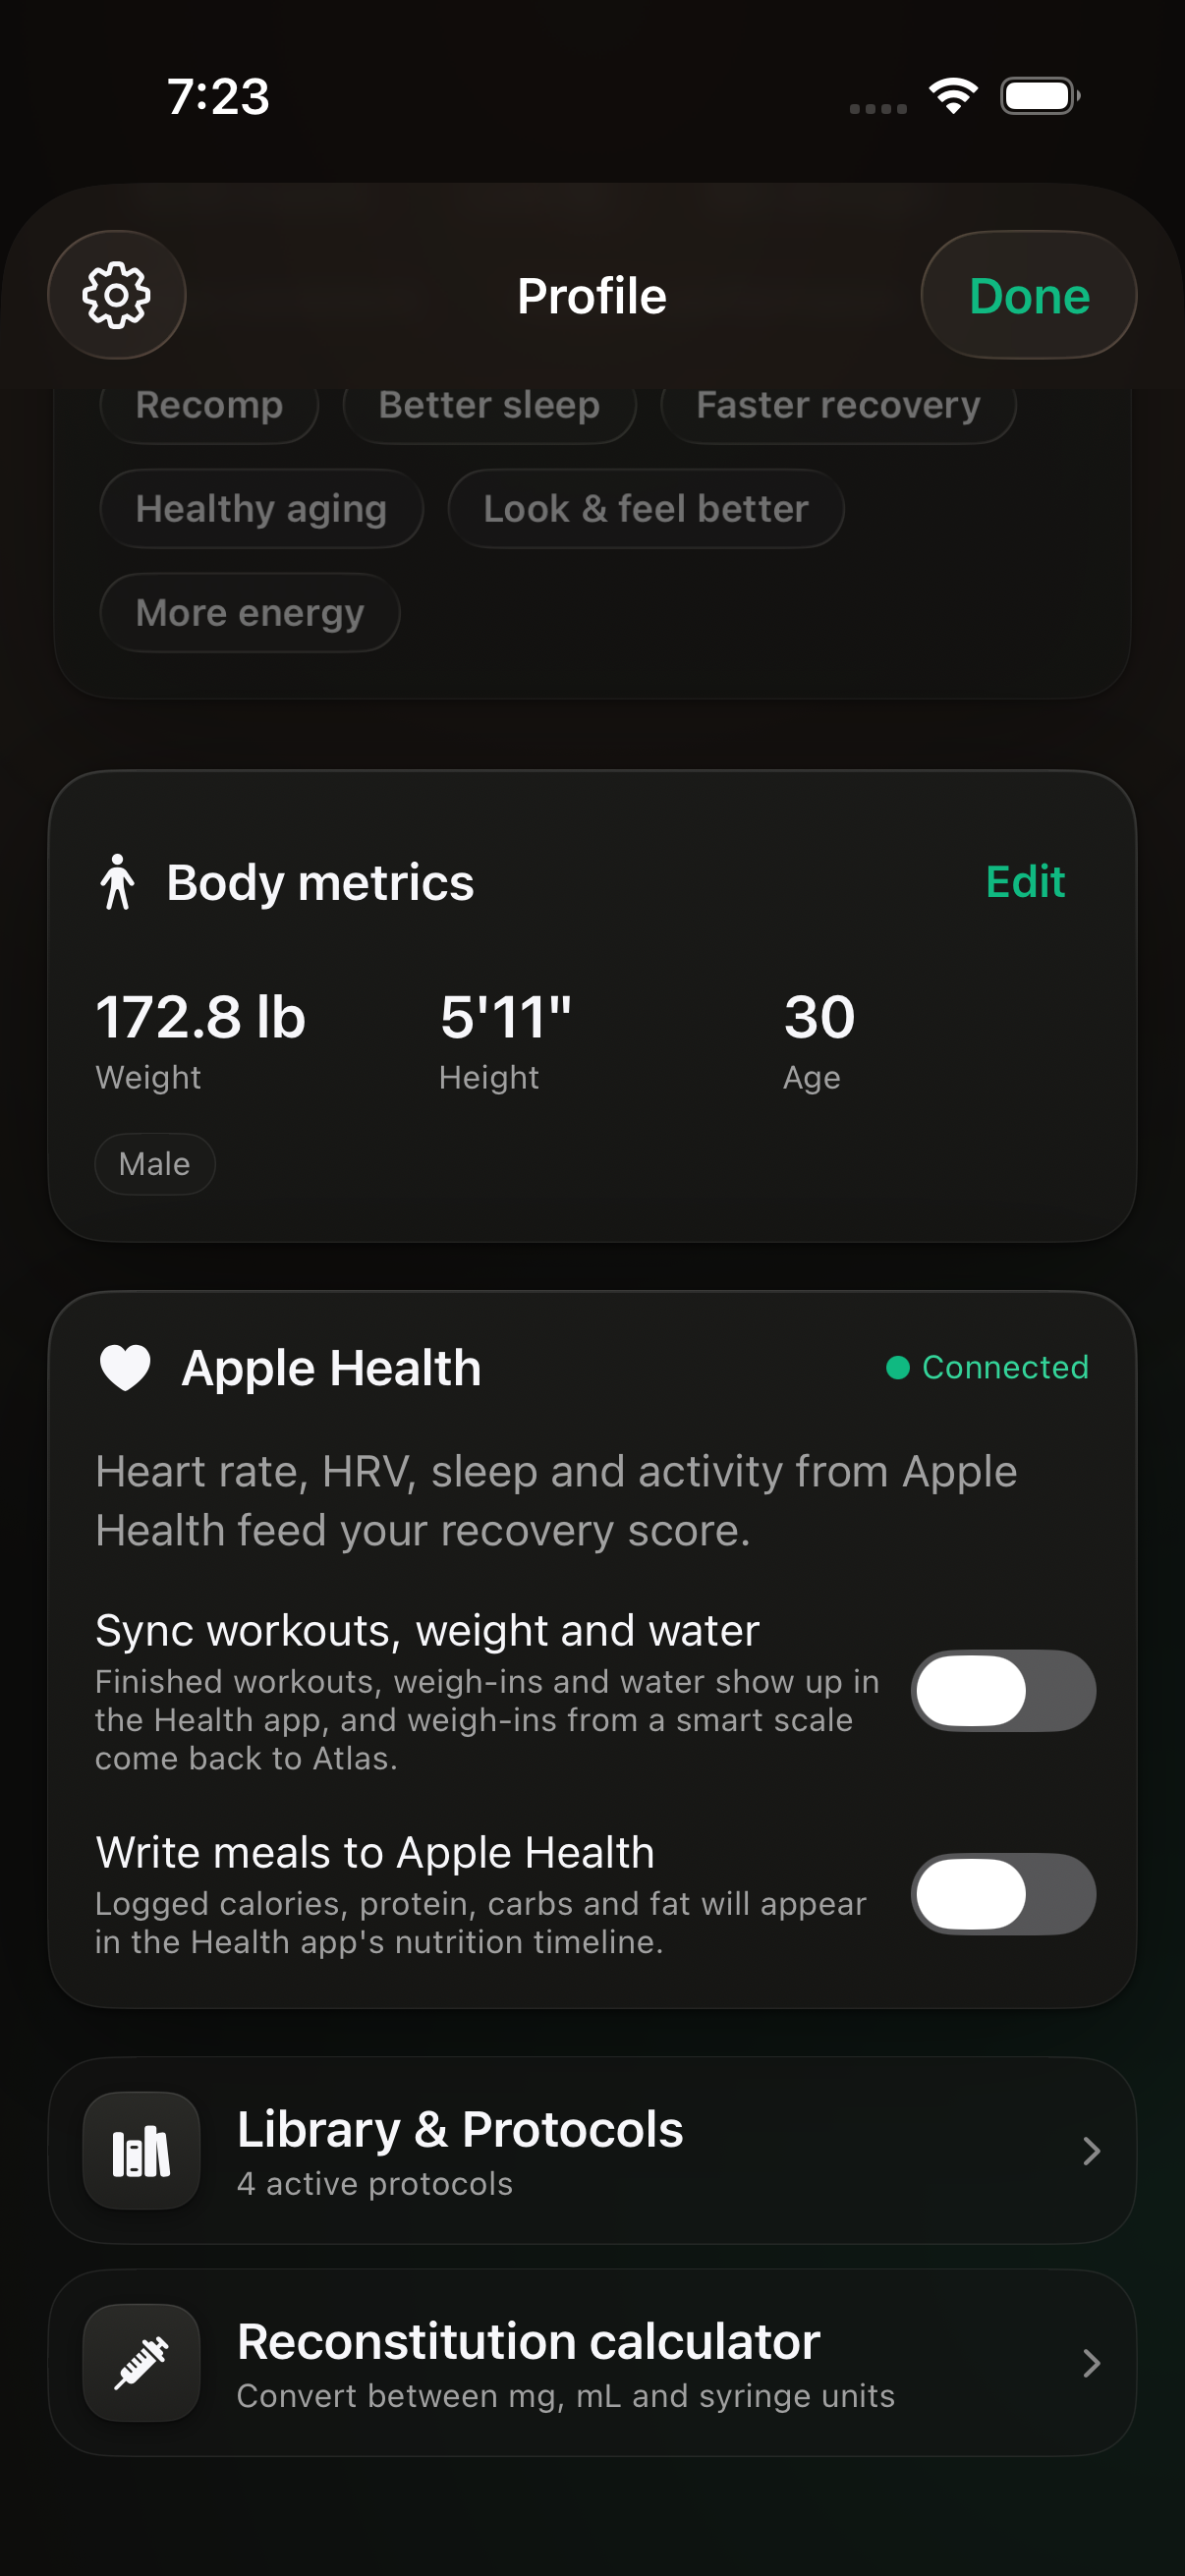 7:23
Profile
Done
Recomp
Better sleep
Faster recovery
Healthy aging
Look & feel better
More energy
Body metrics
Edit
172.8 lb
5'11"
30
Weight
Height
Age
Male
Apple Health
Connected
Heart rate, HRV, sleep and activity from Apple
Health feed your recovery score.
Sync workouts, weight and water
Finished workouts, weigh-ins and water show up in
the Health app, and weigh-ins from a smart scale
come back to Atlas.
Write meals to Apple Health
Logged calories, protein, carbs and fat will appear
in the Health app's nutrition timeline.
Library & Protocols
4 active protocols
Reconstitution calculator
Convert between mg, mL and syringe units